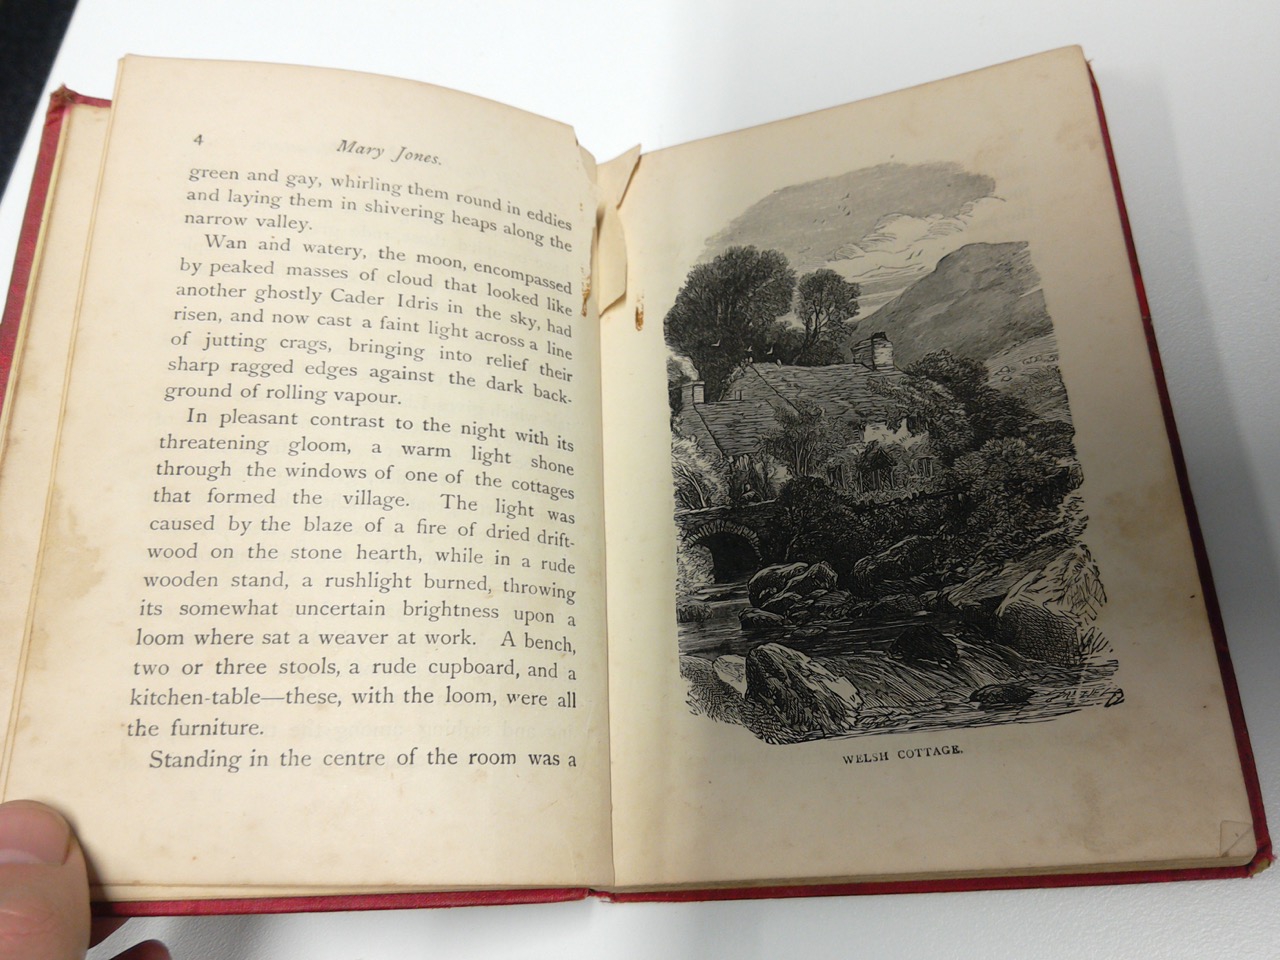 4
Mary Jones.
green and gay, whirling them round in eddies
and laying them in shivering heaps along the
narrow valley.
Wan and watery, the moon, encompassed
by peaked masses of cloud that looked like
another ghostly Cader Idris in the sky, had
risen, and now cast a faint light across a line
of jutting crags, bringing into relief their
sharp ragged edges against the dark back-
ground of rolling vapour.
In pleasant contrast to the night with its
threatening gloom, a warm light shone
through the windows of one of the cottages
that formed the village. The light was
caused by the blaze of a fire of dried drift-
wood on the stone hearth, while in a rude
wooden stand, a rushlight burned, throwing
its somewhat uncertain brightness upon a
loom where sat a weaver at work. A bench,
two or three stools, a rude cupboard, and a
kitchen-table—these, with the loom, were all
the furniture.
Standing in the centre of the room was a
WELSH COTTAGE.